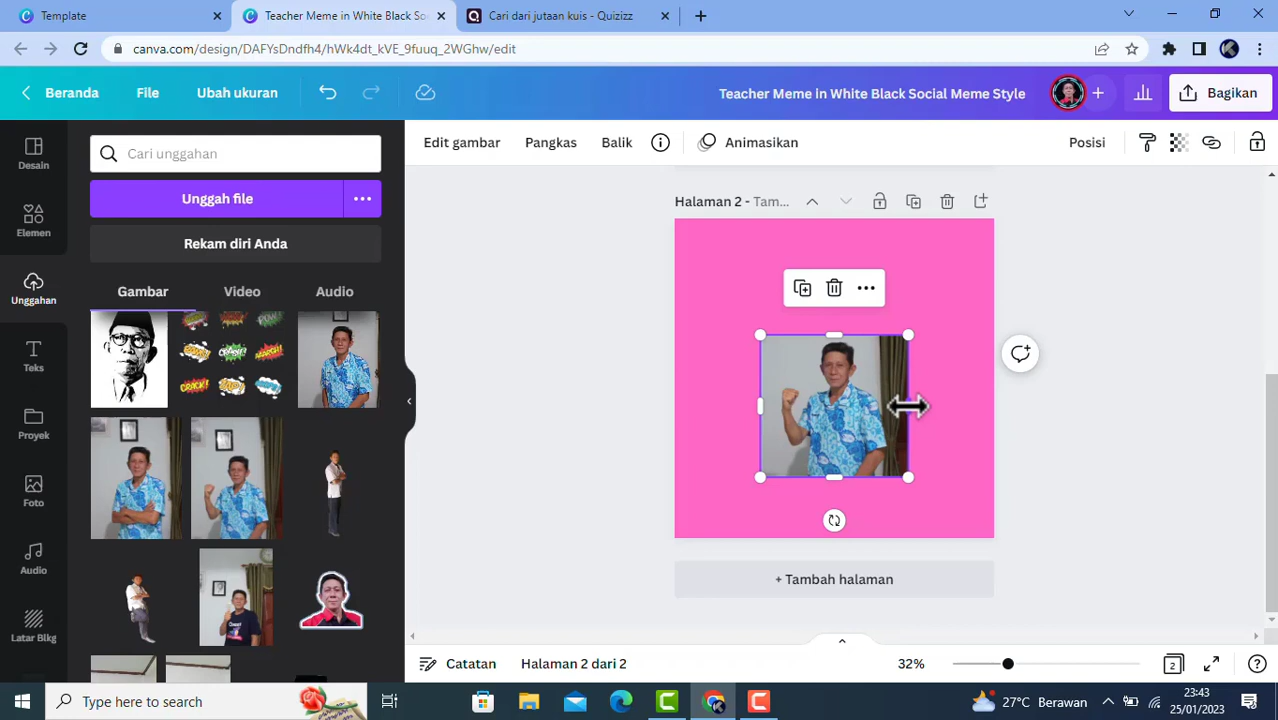 Template
Teacher Meme in White Black So
Cari dari jutaan kuis - Quizizz
canva.com/design/DAFYsDndfh4/hWk4dt_kVE_9fuuq_2WGhw/edit
Beranda
File
Ubah ukuran
Teacher Meme in White Black Social Meme Style
Bagikan
Desain
Elemen
Unggahan
Teks
Proyek
Foto
Audio
Latar Blkg
Cari unggahan
Unggah file
Rekam diri Anda
Gambar
Video
Audio
Edit gambar
Pangkas
Balik
Animasikan
Posisi
Halaman 2 - Tam...
+ Tambah halaman
Catatan
Halaman 2 dari 2
32%
2
Type here to search
27°C Berawan
23:43
25/01/2023